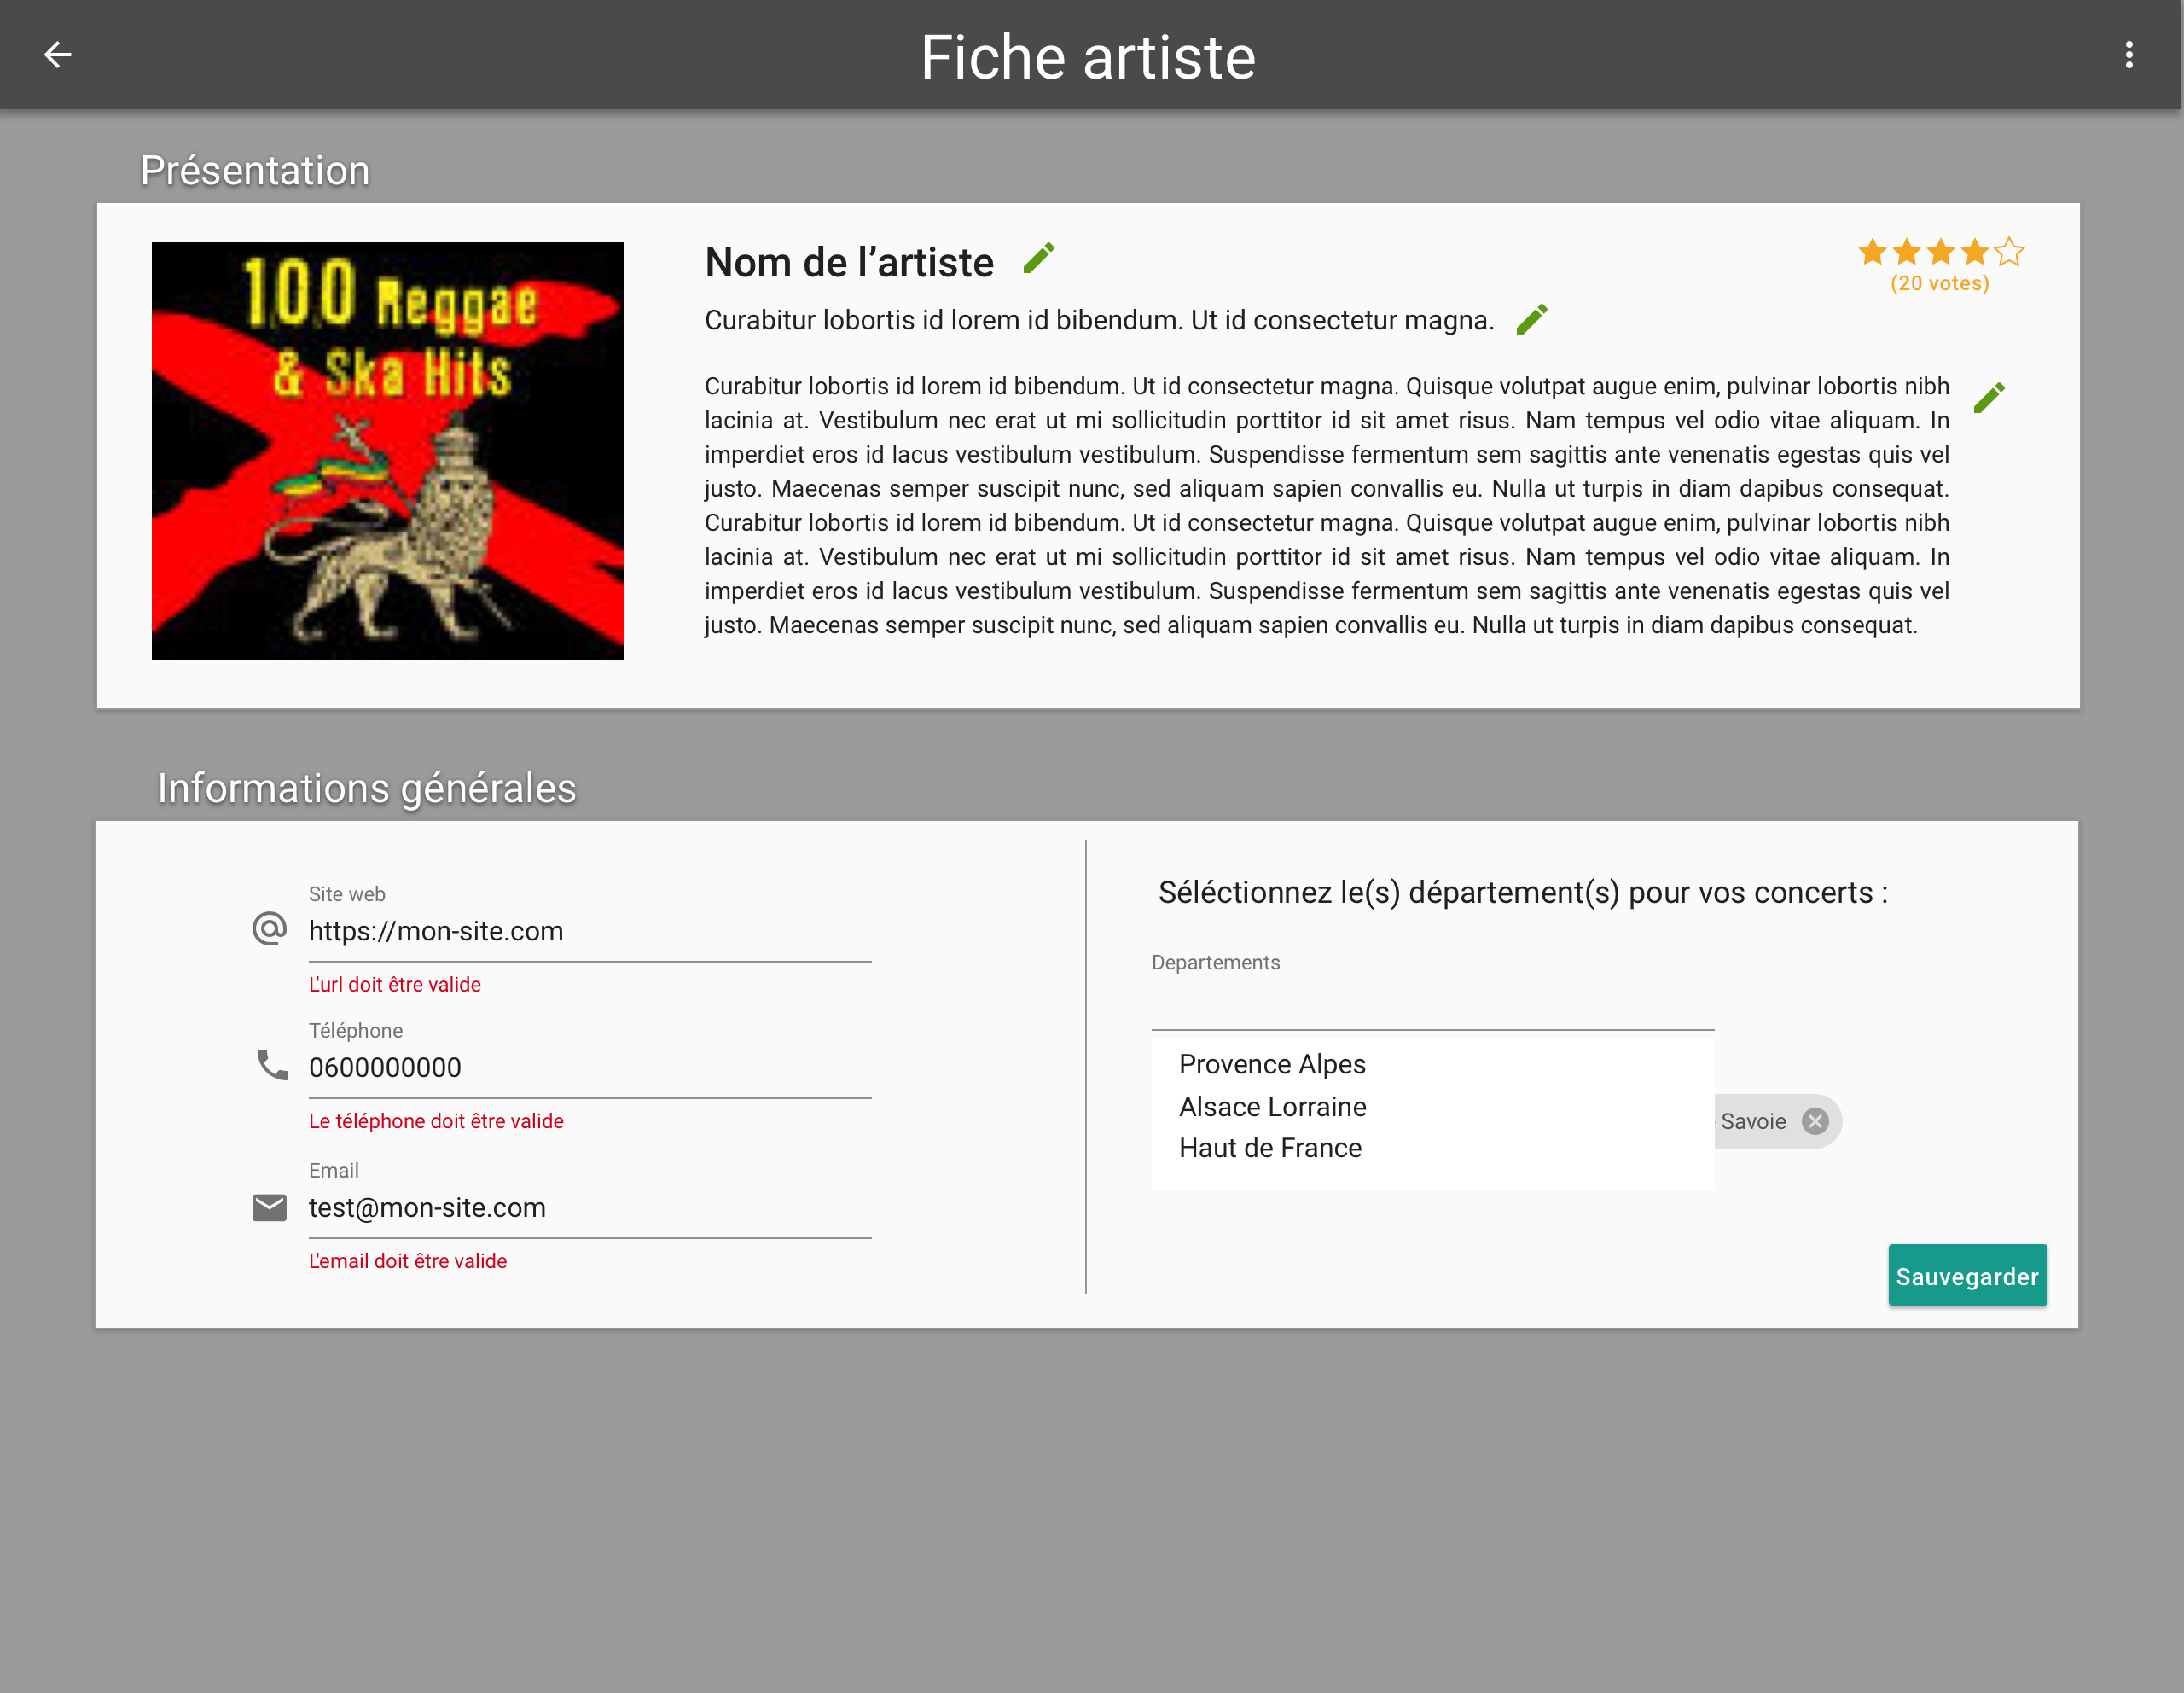 Fiche artiste
Présentation
100 Reggae
& Ska Hits
Nom de l’artiste
(20 votes)
Curabitur lobortis id lorem id bibendum. Ut id consectetur magna.
Curabitur lobortis id lorem id bibendum. Ut id consectetur magna. Quisque volutpat augue enim, pulvinar lobortis nibh
lacinia at. Vestibulum nec erat ut mi sollicitudin porttitor id sit amet risus. Nam tempus vel odio vitae aliquam. In
imperdiet eros id lacus vestibulum vestibulum. Suspendisse fermentum sem sagittis ante venenatis egestas quis vel
justo. Maecenas semper suscipit nunc, sed aliquam sapien convallis eu. Nulla ut turpis in diam dapibus consequat.
Curabitur lobortis id lorem id bibendum. Ut id consectetur magna. Quisque volutpat augue enim, pulvinar lobortis nibh
lacinia at. Vestibulum nec erat ut mi sollicitudin porttitor id sit amet risus. Nam tempus vel odio vitae aliquam. In
imperdiet eros id lacus vestibulum vestibulum. Suspendisse fermentum sem sagittis ante venenatis egestas quis vel
justo. Maecenas semper suscipit nunc, sed aliquam sapien convallis eu. Nulla ut turpis in diam dapibus consequat.
Informations générales
Site web
https://mon-site.com
L'url doit être valide
Téléphone
0600000000
Le téléphone doit être valide
Email
test@mon-site.com
L'email doit être valide
Séléctionnez le(s) département(s) pour vos concerts :
Departements
Provence Alpes
Alsace Lorraine
Haut de France
Savoie
Sauvegarder